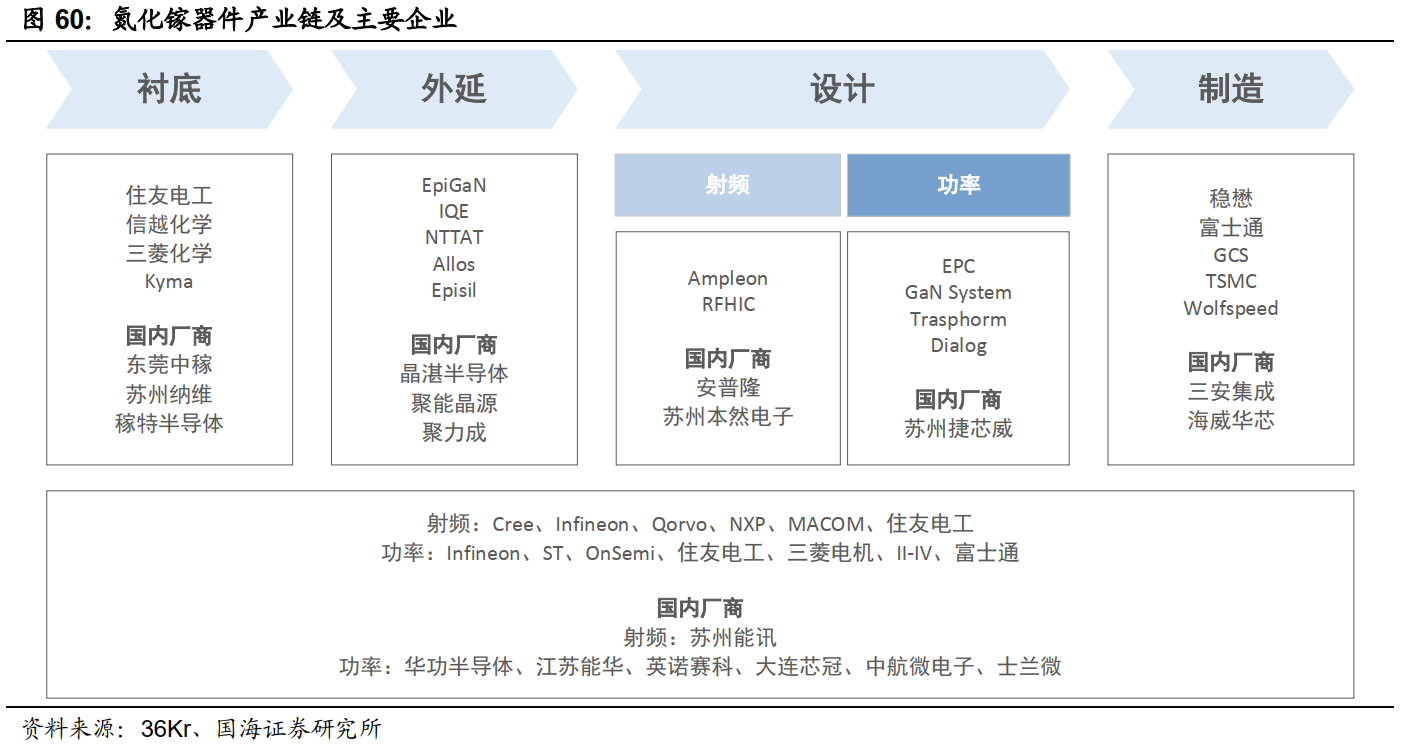 图 60：氮化镓器件产业链及主要企业
衬底
外延
设计
制造
住友电工
信越化学
三菱化学
Kyma
国内厂商
东莞中稼
苏州纳维
稼特半导体
EpiGaN
IQE
NTTAT
Allos
Episil
国内厂商
晶湛半导体
聚能晶源
聚力成
射频
Ampleon
RFHIC
国内厂商
安普隆
苏州本然电子
功率
EPC
GaN System
Trasphorm
Dialog
国内厂商
苏州捷芯威
稳懋
富士通
GCS
TSMC
Wolfspeed
国内厂商
三安集成
海威华芯
射频：Cree、Infineon、Qorvo、NXP、MACOM、住友电工
功率：Infineon、ST、OnSemi、住友电工、三菱电机、II-IV、富士通
国内厂商
射频：苏州能讯
功率：华功半导体、江苏能华、英诺赛科、大连芯冠、中航微电子、士兰微
资料来源：36Kr、国海证券研究所